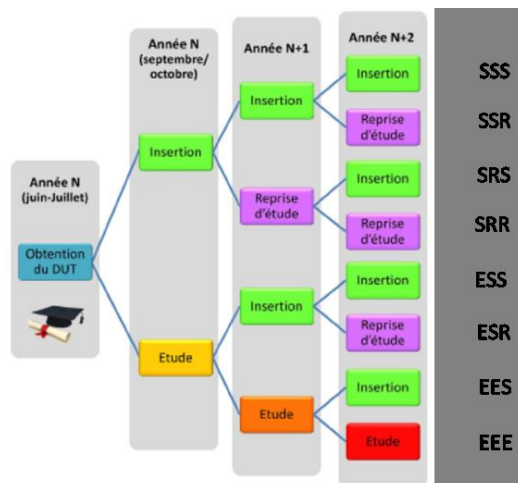 Année N
(juin-Juillet)
Obtention
du DUT
Année N
(septembre/
octobre)
Insertion
Etude
Année N+1
Insertion
Reprise
d'étude
Insertion
Etude
Année N+2
Insertion
Reprise
d'étude
Insertion
Reprise
d'étude
Insertion
Reprise
d'étude
Insertion
Etude
SSS
SSR
SRS
SRR
ESS
ESR
EES
EEE